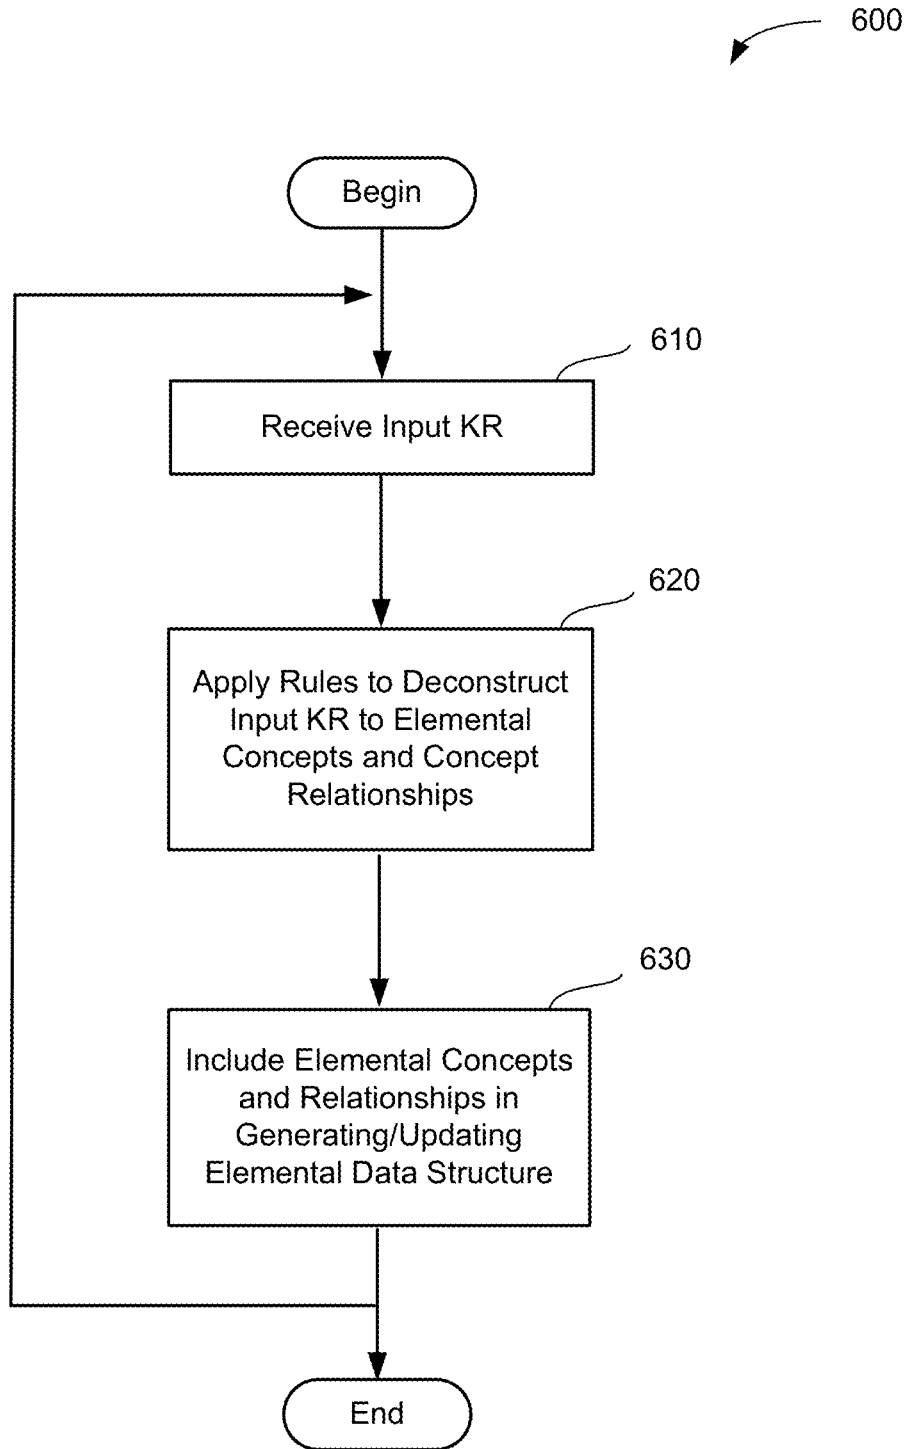 600
Begin
610
Receive Input KR
620
Apply Rules to Deconstruct
Input KR to Elemental
Concepts and Concept
Relationships
630
Include Elemental Concepts
and Relationships in
Generating/Updating
Elemental Data Structure
End